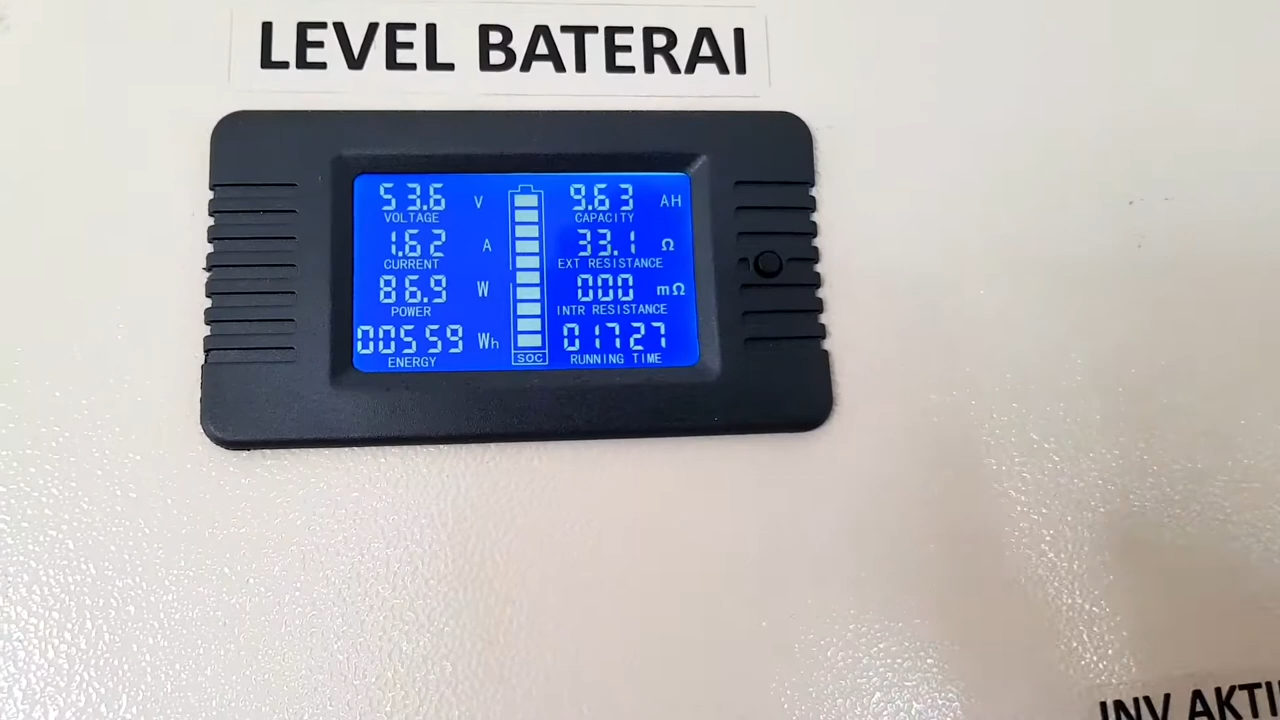 LEVEL BATERAI
53.6 V
VOLTAGE
1.62 A
CURRENT
86.9 W
POWER
00559 Wh
ENERGY
SOC
9.63 AH
CAPACITY
33.1 Ω
EXT RESISTANCE
000 mΩ
INTR RESISTANCE
01727
RUNNING TIME
INV AKTI